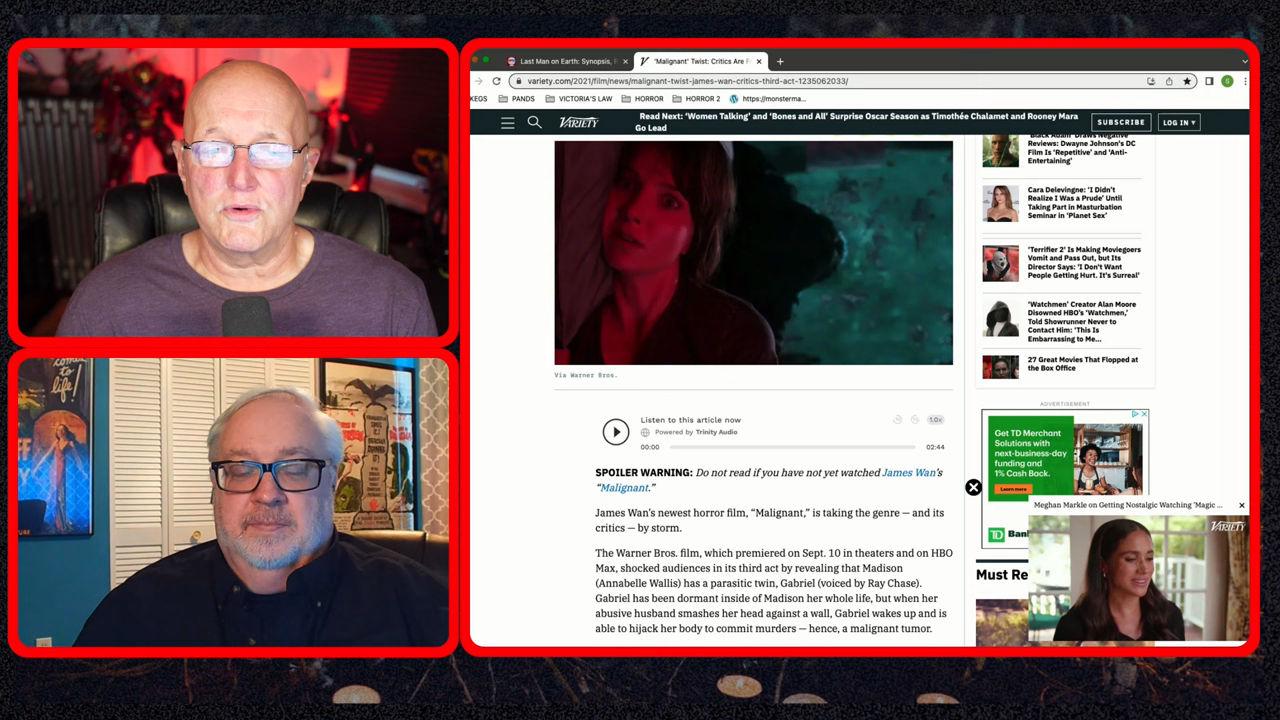 come to
life!
Last Man on Earth: Synopsis,
'Malignant' Twist: Critics Are F
variety.com/2021/film/news/malignant-twist-james-wan-critics-third-act-1235062033/
KEGS
PANDS
VICTORIA'S LAW
HORROR
HORROR 2
https://monsterma...
VARIETY
Read Next: 'Women Talking' and 'Bones and All' Surprise Oscar Season as Timothée Chalamet and Rooney Mara
Go Lead
SUBSCRIBE
LOG IN
Via Warner Bros.
Listen to this article now
1.0x
Powered by Trinity Audio
00:00
02:44
SPOILER WARNING: Do not read if you have not yet watched James Wan's
"Malignant."
James Wan's newest horror film, "Malignant," is taking the genre — and its
critics — by storm.
The Warner Bros. film, which premiered on Sept. 10 in theaters and on HBO
Max, shocked audiences in its third act by revealing that Madison
(Annabelle Wallis) has a parasitic twin, Gabriel (voiced by Ray Chase).
Gabriel has been dormant inside of Madison her whole life, but when her
abusive husband smashes her head against a wall, Gabriel wakes up and is
able to hijack her body to commit murders — hence, a malignant tumor.
'Black Adam' Draws Negative
Reviews: Dwayne Johnson's DC
Film Is 'Repetitive' and 'Anti-
Entertaining'
Cara Delevingne: 'I Didn't
Realize I Was a Prude' Until
Taking Part in Masturbation
Seminar in 'Planet Sex'
'Terrifier 2' Is Making Moviegoers
Vomit and Pass Out, but Its
Director Says: 'I Don't Want
People Getting Hurt. It's Surreal'
'Watchmen' Creator Alan Moore
Disowned HBO's 'Watchmen,'
Told Showrunner Never to
Contact Him: 'This Is
Embarrassing to Me...
27 Great Movies That Flopped at
the Box Office
ADVERTISEMENT
Get TD Merchant
Solutions with
next-business-day
funding and
1% Cash Back.
Learn more
TD Ban
Meghan Markle on Getting Nostalgic Watching 'Magic ...
VARIETY
Must Re